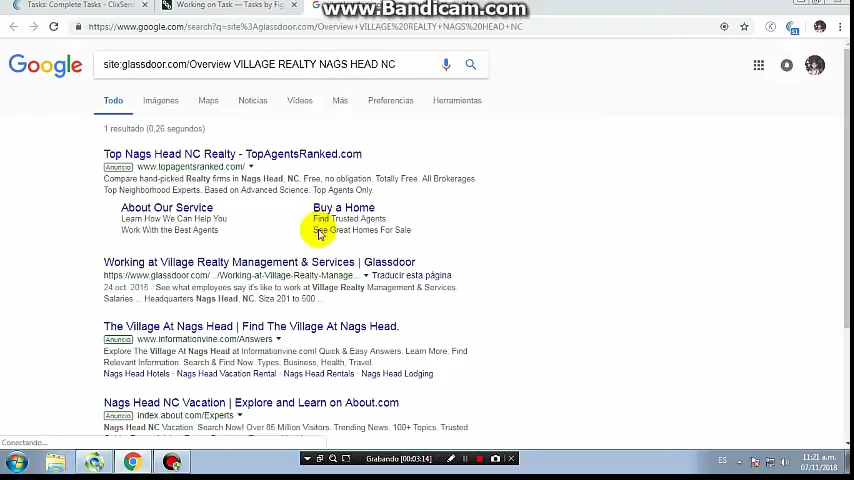 www.Bandicam.com
Tasks: Complete Tasks - ClixSen
Working on Task — Tasks by Fig
https://www.google.com/search?q=site%3Aglassdoor.com/Overview+VILLAGE%20REALTY%20NAGS%20HEAD+NC
Google
site:glassdoor.com/Overview VILLAGE REALTY NAGS HEAD NC
Todo Imágenes Maps Noticias Vídeos Más Preferencias Herramientas
1 resultado (0,26 segundos)
Top Nags Head NC Realty - TopAgentsRanked.com
Anuncio www.topagentsranked.com/
Compare hand-picked Realty firms in Nags Head, NC. Free, no obligation. Totally Free. All Brokerages.
Top Neighborhood Experts. Based on Advanced Science. Top Agents Only.
About Our Service
Learn How We Can Help You
Work With the Best Agents
Buy a Home
Find Trusted Agents
See Great Homes For Sale
Working at Village Realty Management & Services | Glassdoor
https://www.glassdoor.com/.../Working-at-Village-Realty-Manage... Traducir esta página
24 oct. 2015 - See what employees say it's like to work at Village Realty Management & Services.
Salaries ... Headquarters Nags Head, NC. Size 201 to 500 ...
The Village At Nags Head | Find The Village At Nags Head.
Anuncio www.informationvine.com/Answers
Explore The Village At Nags Head at Informationvine.com! Quick & Easy Answers. Learn More. Find
Relevant Information. Search & Find Now. Types: Business, Health, Travel.
Nags Head Hotels · Nags Head Vacation Rental · Nags Head Rentals · Nags Head Lodging
Nags Head NC Vacation | Explore and Learn on About.com
Anuncio index.about.com/Experts
Nags Head NC. Over 85 Million Visitors. Trending News. 100+ Topics. Trusted
Conectando...
Grabando [00:03:14]
ES
11:21 a.m.
07/11/2018